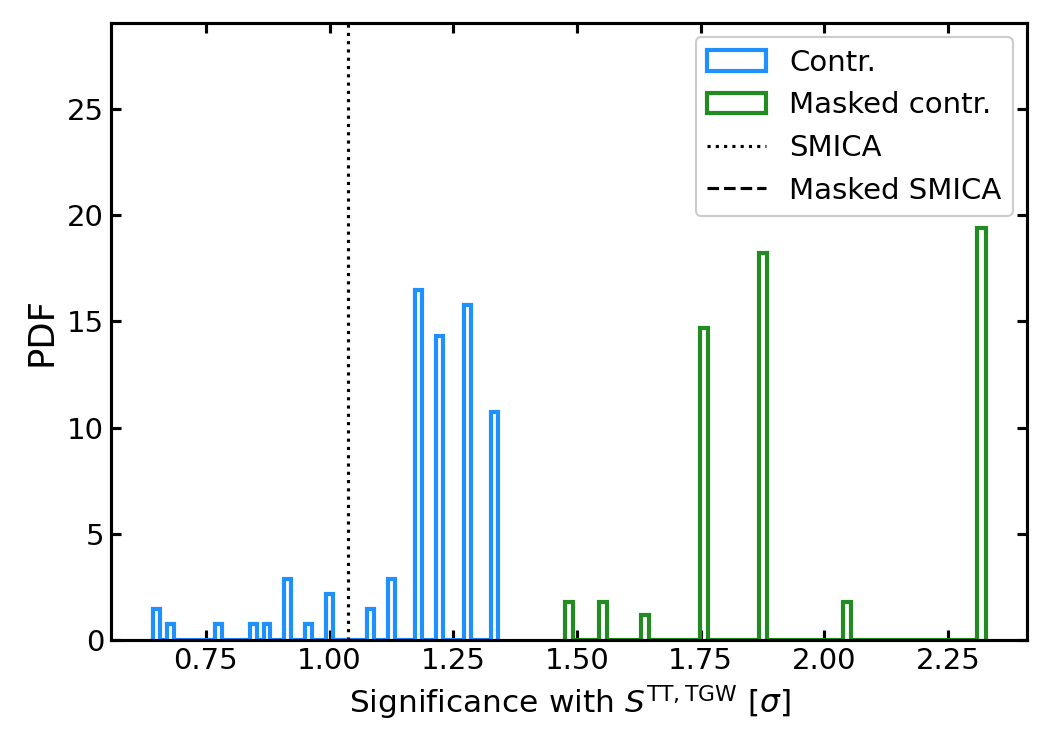 Contr.
Masked contr.
SMICA
Masked SMICA
25
20
15
10
5
0
PDF
0.75 1.00 1.25 1.50 1.75 2.00 2.25
Significance with S^TT, TGW [σ]